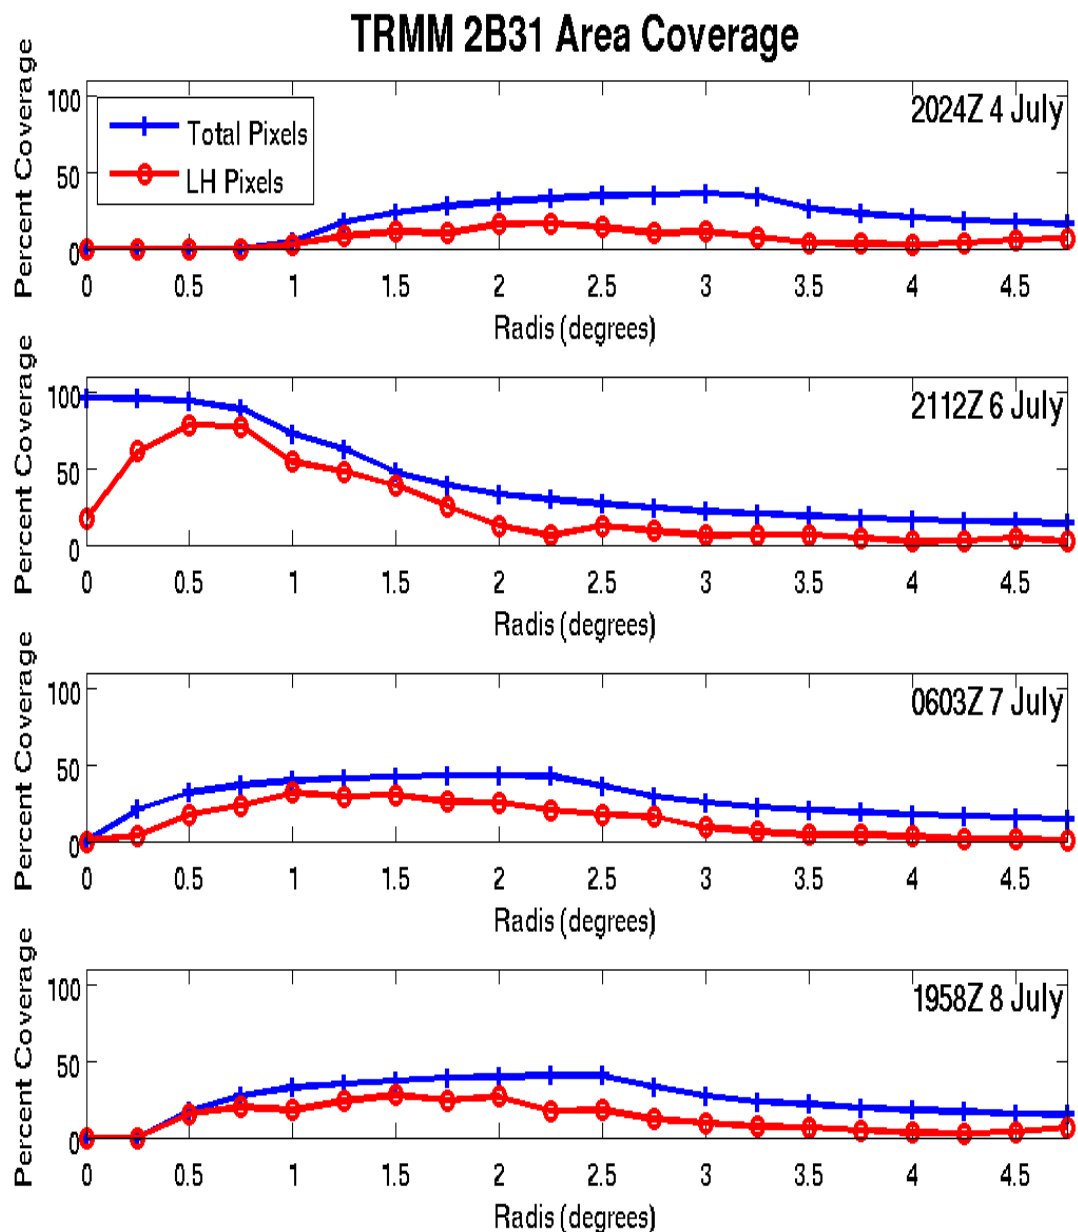 TRMM 2B31 Area Coverage
Percent Coverage
100
50
0
Total Pixels
LH Pixels
2024Z 4 July
0 0.5 1 1.5 2 2.5 3 3.5 4 4.5
Radis (degrees)
Percent Coverage
100
50
0
2112Z 6 July
0 0.5 1 1.5 2 2.5 3 3.5 4 4.5
Radis (degrees)
Percent Coverage
100
50
0
0603Z 7 July
0 0.5 1 1.5 2 2.5 3 3.5 4 4.5
Radis (degrees)
Percent Coverage
100
50
0
1958Z 8 July
0 0.5 1 1.5 2 2.5 3 3.5 4 4.5
Radis (degrees)